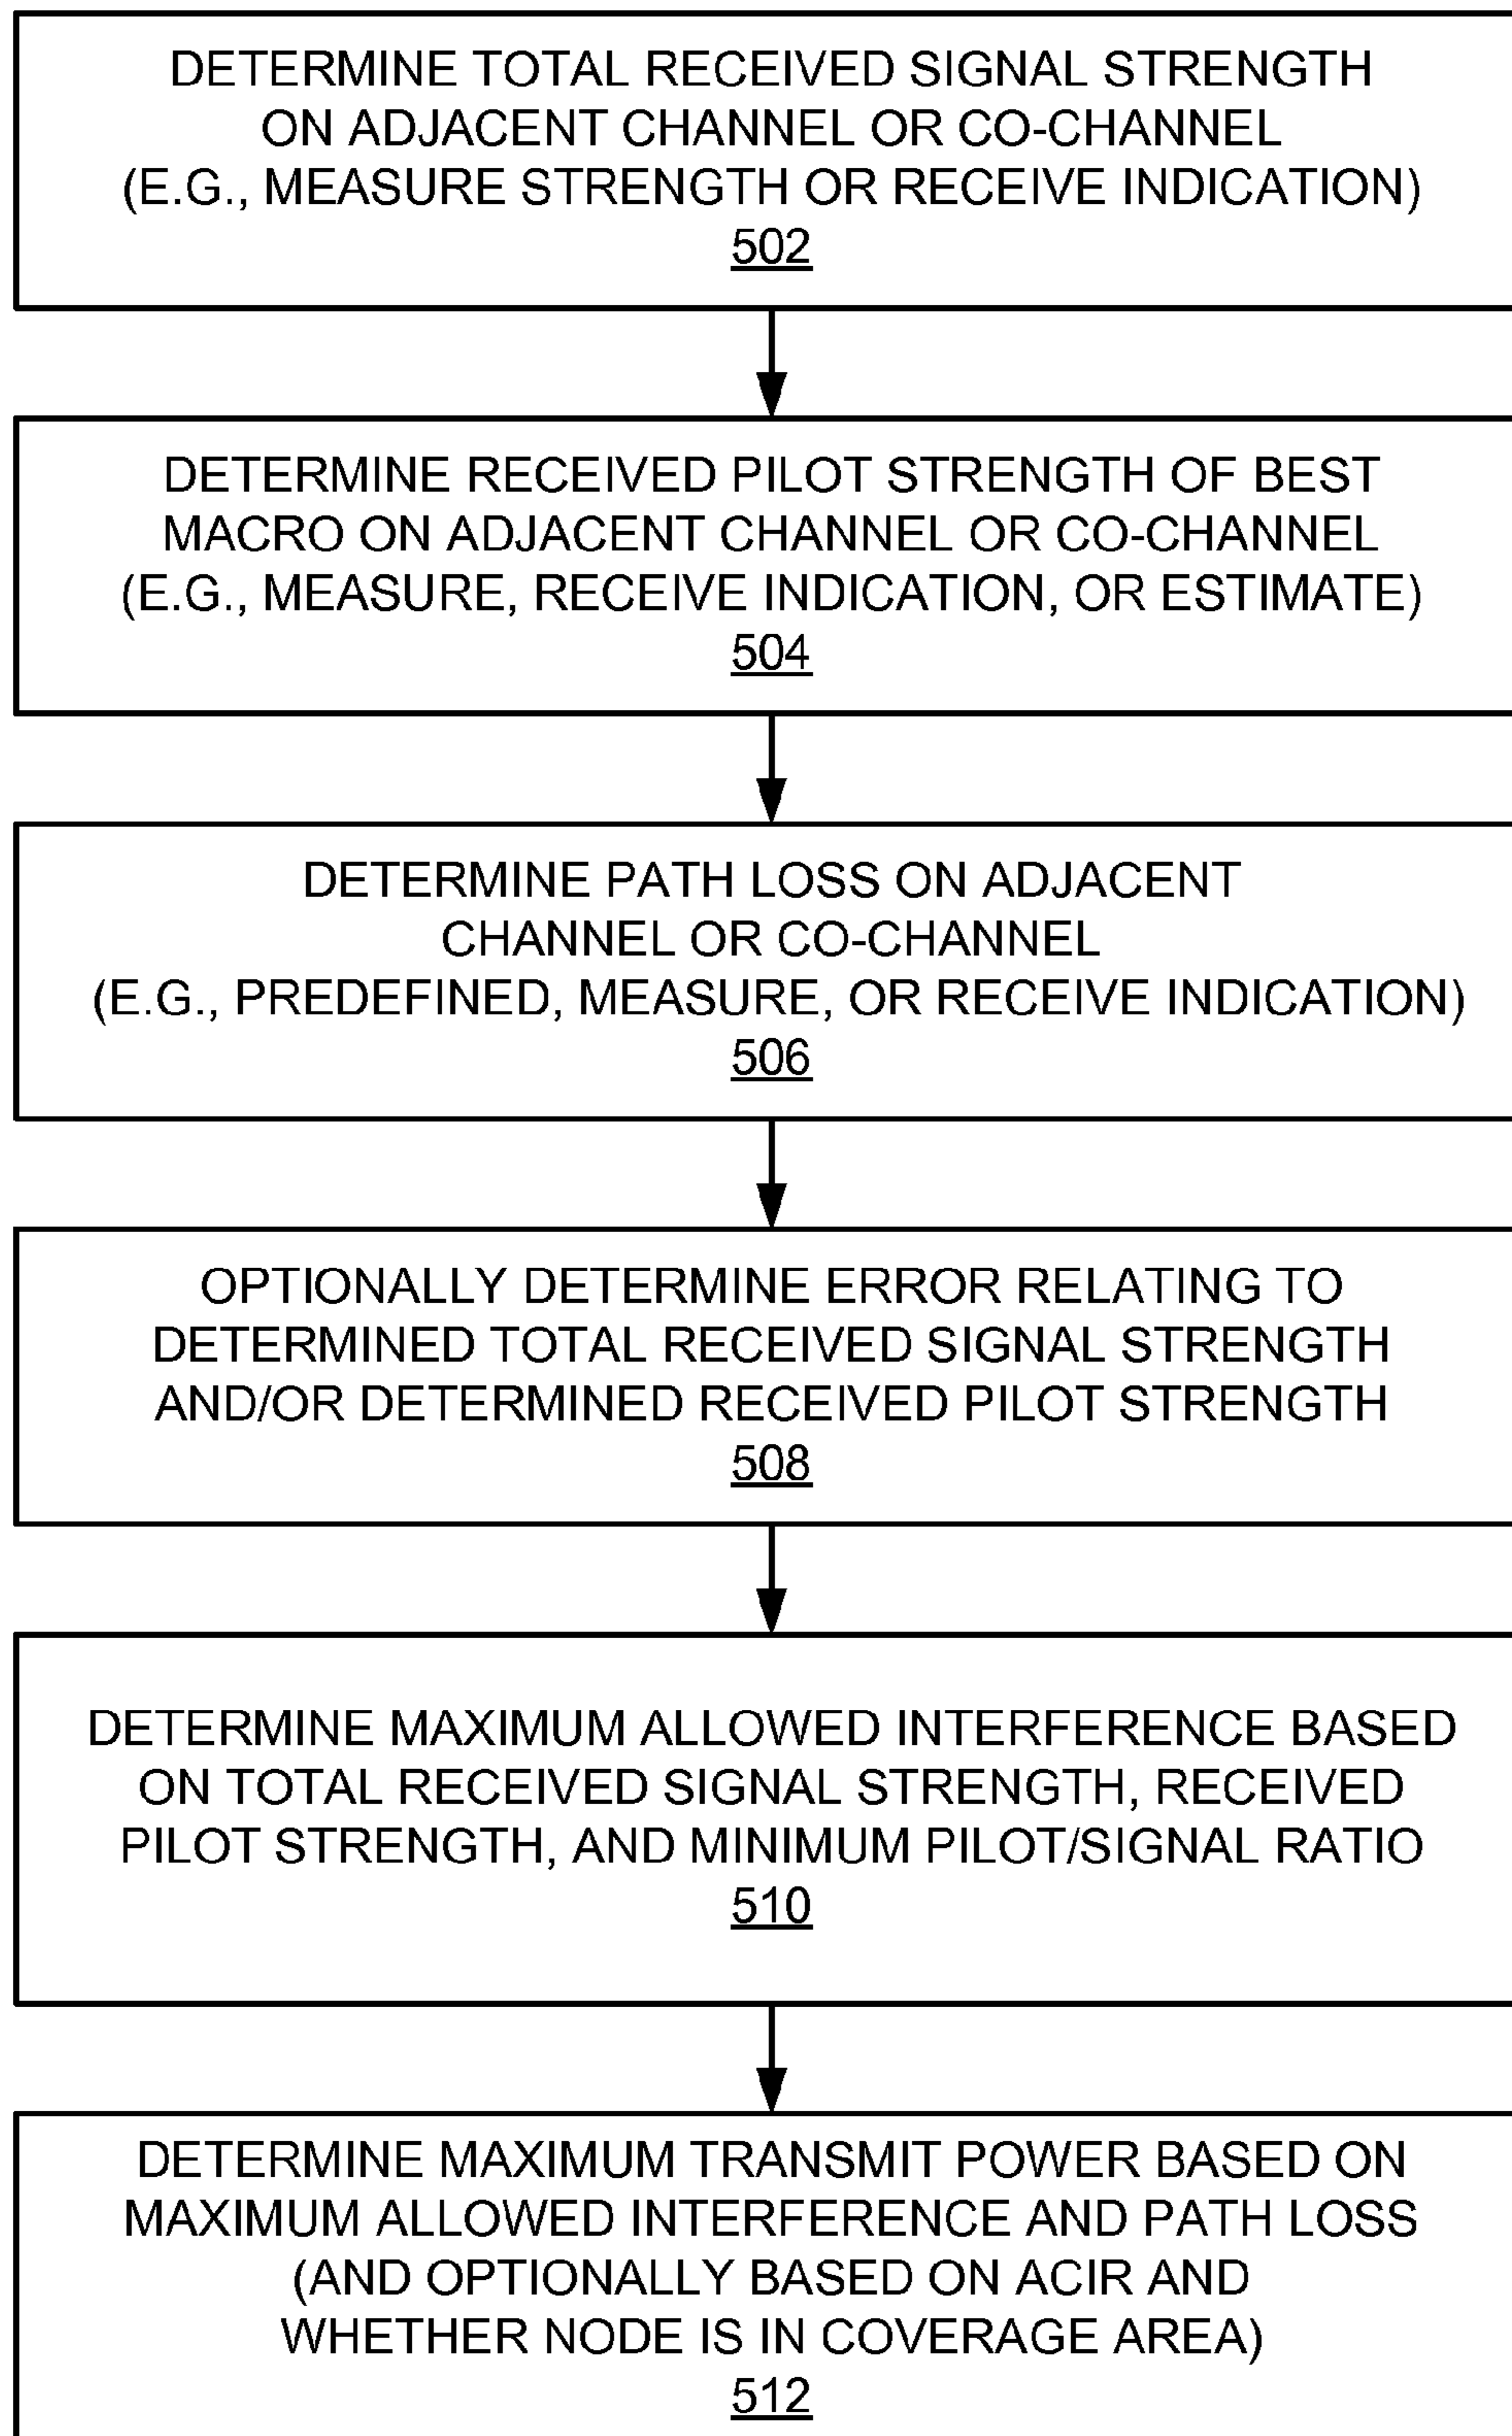 DETERMINE TOTAL RECEIVED SIGNAL STRENGTH
ON ADJACENT CHANNEL OR CO-CHANNEL
(E.G., MEASURE STRENGTH OR RECEIVE INDICATION)
502
DETERMINE RECEIVED PILOT STRENGTH OF BEST
MACRO ON ADJACENT CHANNEL OR CO-CHANNEL
(E.G., MEASURE, RECEIVE INDICATION, OR ESTIMATE)
504
DETERMINE PATH LOSS ON ADJACENT
CHANNEL OR CO-CHANNEL
(E.G., PREDEFINED, MEASURE, OR RECEIVE INDICATION)
506
OPTIONALLY DETERMINE ERROR RELATING TO
DETERMINED TOTAL RECEIVED SIGNAL STRENGTH
AND/OR DETERMINED RECEIVED PILOT STRENGTH
508
DETERMINE MAXIMUM ALLOWED INTERFERENCE BASED
ON TOTAL RECEIVED SIGNAL STRENGTH, RECEIVED
PILOT STRENGTH, AND MINIMUM PILOT/SIGNAL RATIO
510
DETERMINE MAXIMUM TRANSMIT POWER BASED ON
MAXIMUM ALLOWED INTERFERENCE AND PATH LOSS
(AND OPTIONALLY BASED ON ACIR AND
WHETHER NODE IS IN COVERAGE AREA)
512